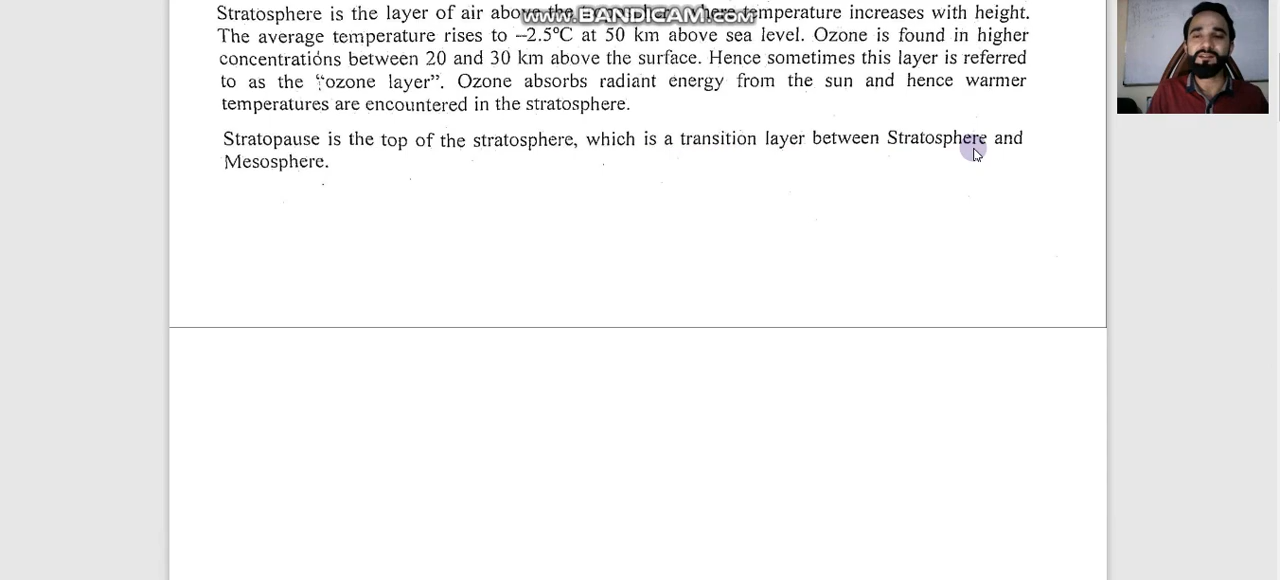 Stratosphere is the layer of air above the temperature increases with height.
www.BANDICAM.com
The average temperature rises to –2.5°C at 50 km above sea level. Ozone is found in higher
concentrations between 20 and 30 km above the surface. Hence sometimes this layer is referred
to as the “ozone layer”. Ozone absorbs radiant energy from the sun and hence warmer
temperatures are encountered in the stratosphere.
Stratopause is the top of the stratosphere, which is a transition layer between Stratosphere and
Mesosphere.